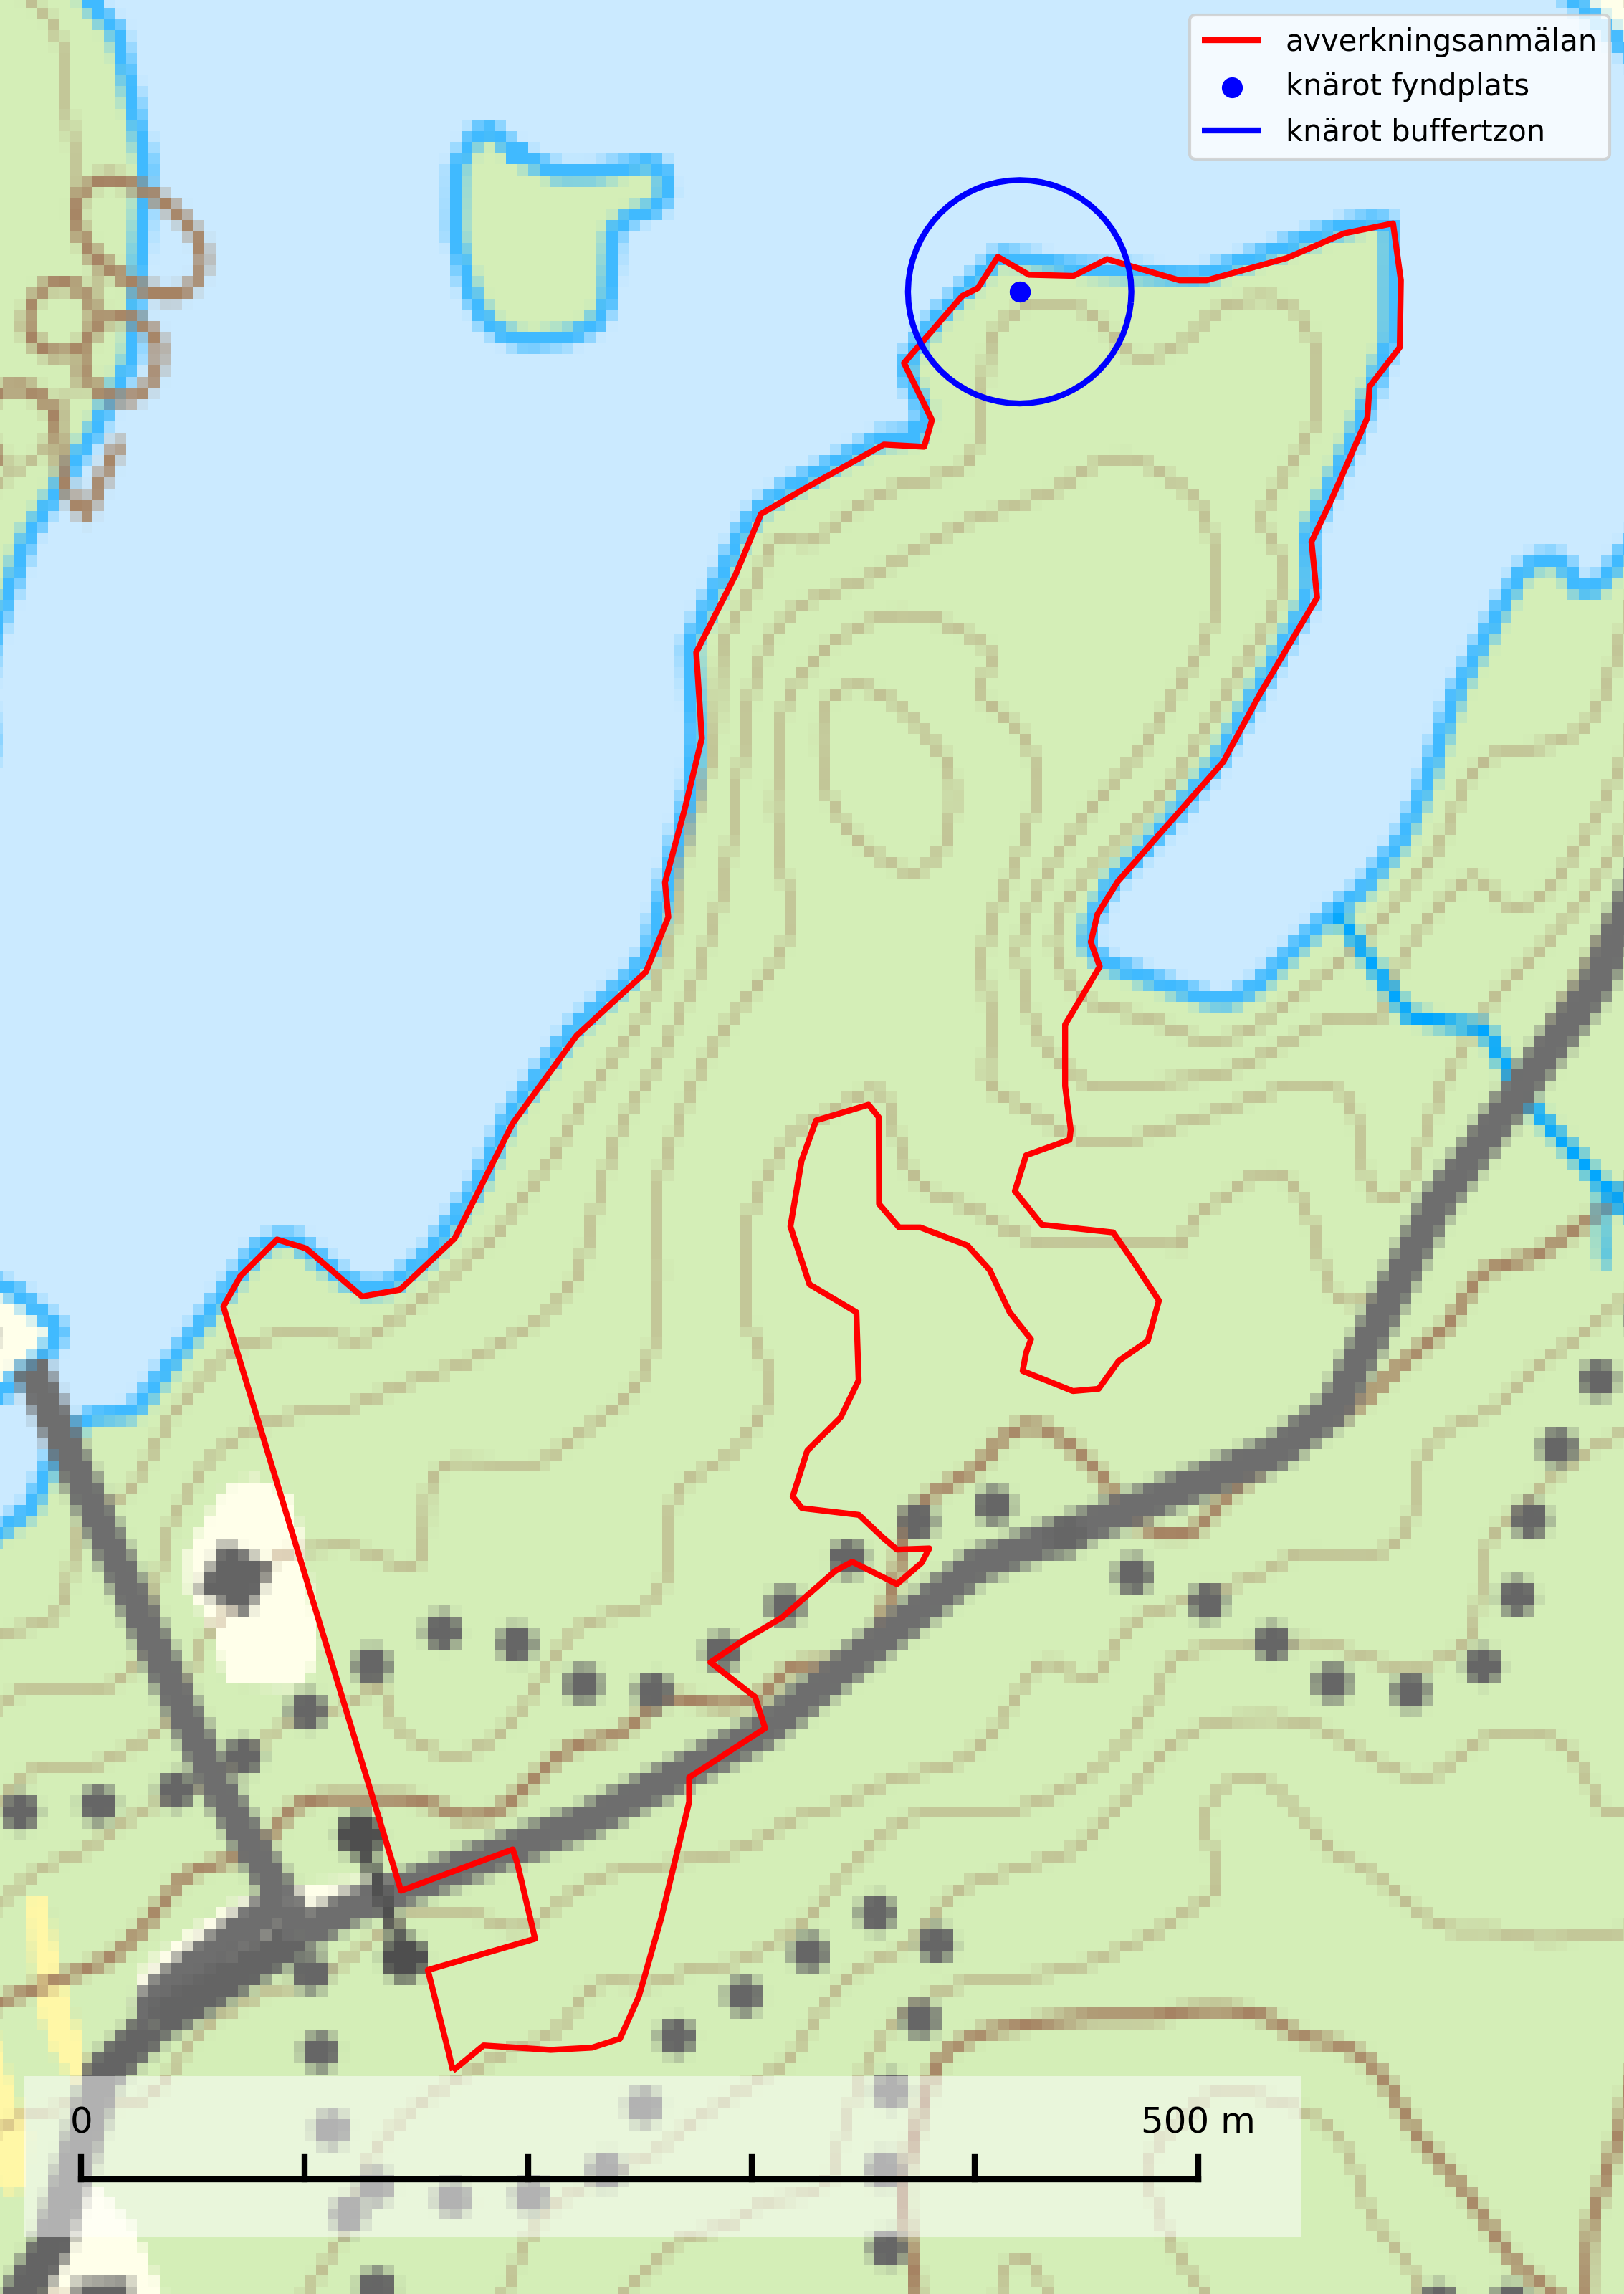 avverkningsanmälan
knärot fyndplats
knärot buffertzon
0
500 m